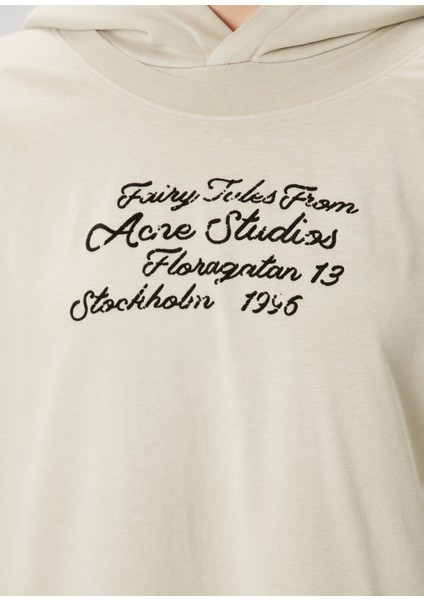 Fairy Tales From
Acne Studios
Floragatan 13
Stockholm 1996